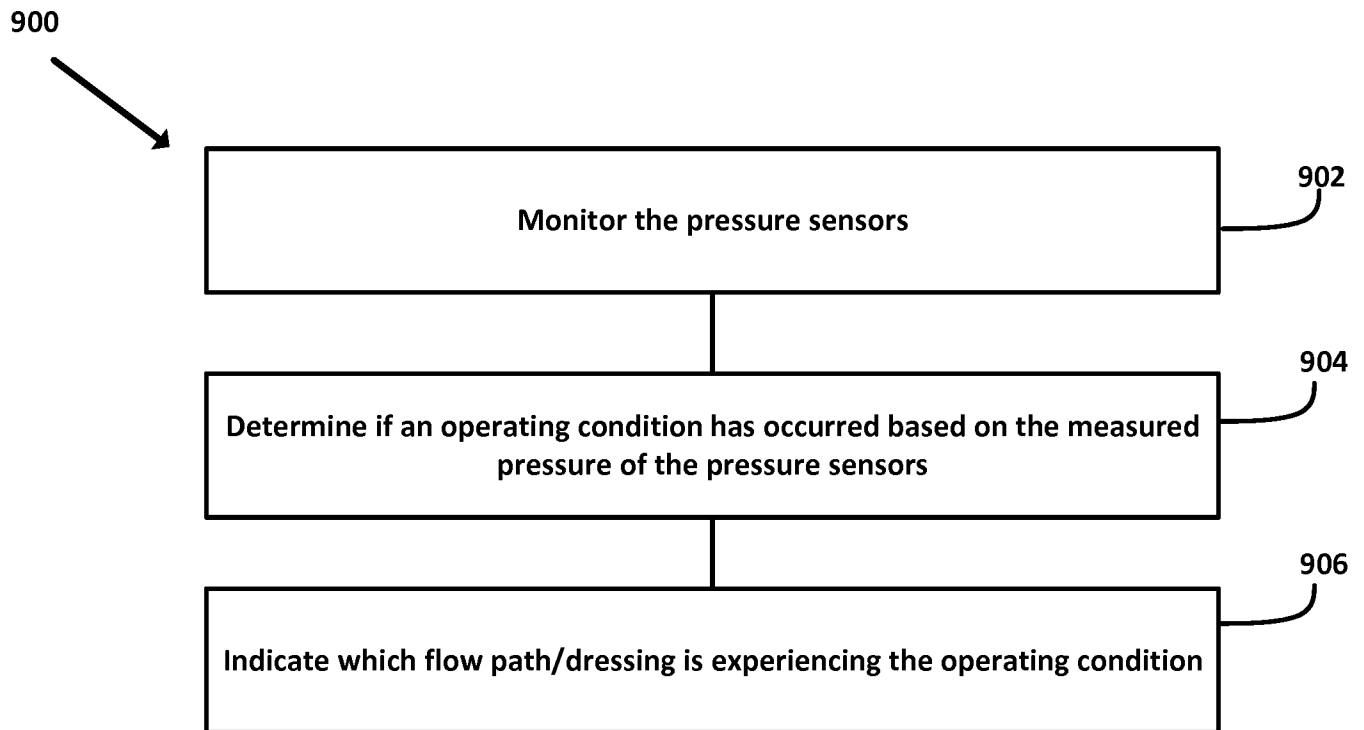 900
902
Monitor the pressure sensors
904
Determine if an operating condition has occurred based on the measured
pressure of the pressure sensors
906
Indicate which flow path/dressing is experiencing the operating condition